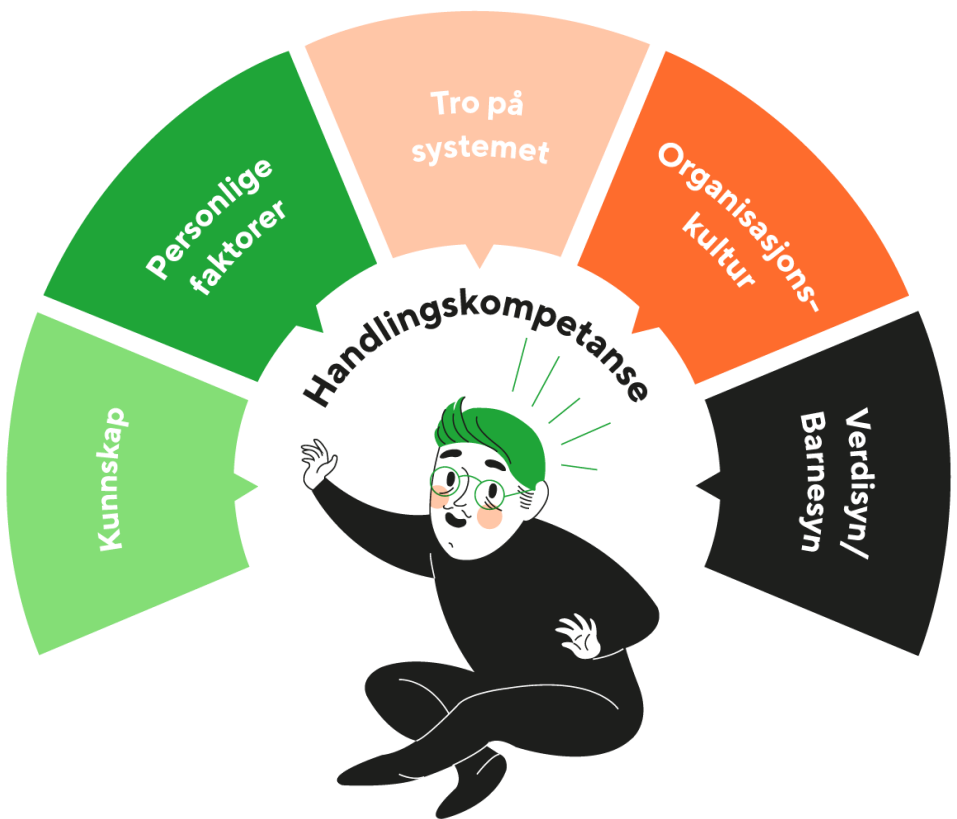 Kunnskap
Personlige
faktorer
Tro på
systemet
Organisasjons-
kultur
Verdisyn/
Barnesyn
Handlingskompetanse